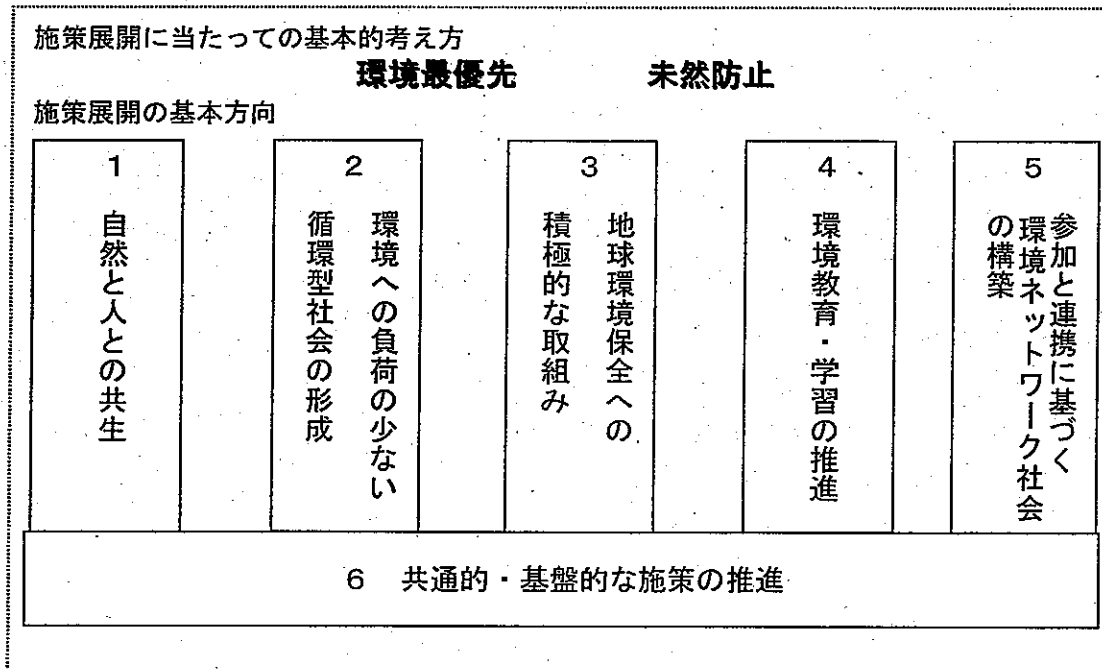 施策展開に当たっての基本的考え方
環境最優先　未然防止
施策展開の基本方向
1
自然と人との共生
2
環境への負荷の少ない
循環型社会の形成
3
地球環境保全への
積極的な取組み
4
環境教育・学習の推進
5
参加と連携に基づく
環境ネットワーク社会
の構築
6　共通的・基盤的な施策の推進